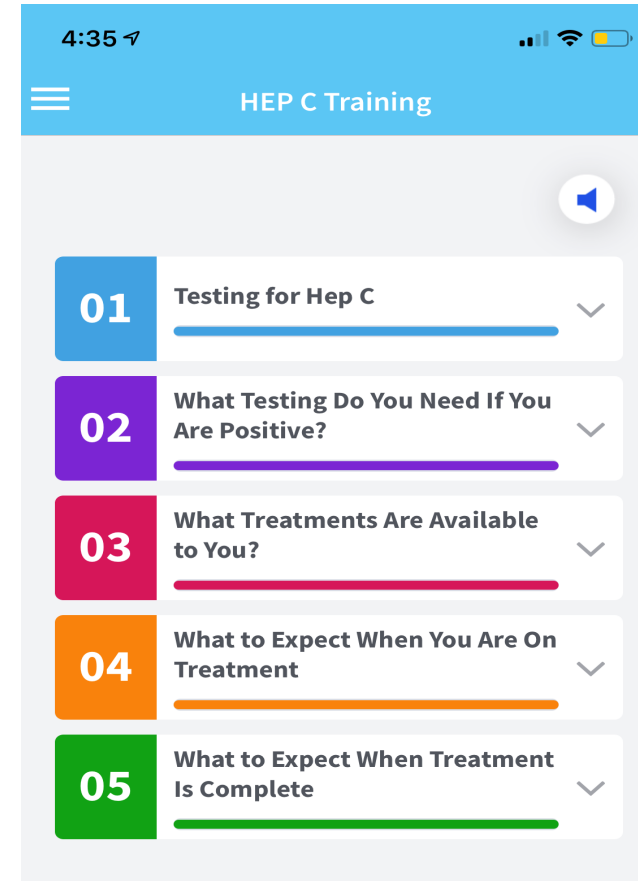 4:35
HEP C Training
01
Testing for Hep C
02
What Testing Do You Need If You
Are Positive?
03
What Treatments Are Available
to You?
04
What to Expect When You Are On
Treatment
05
What to Expect When Treatment
Is Complete